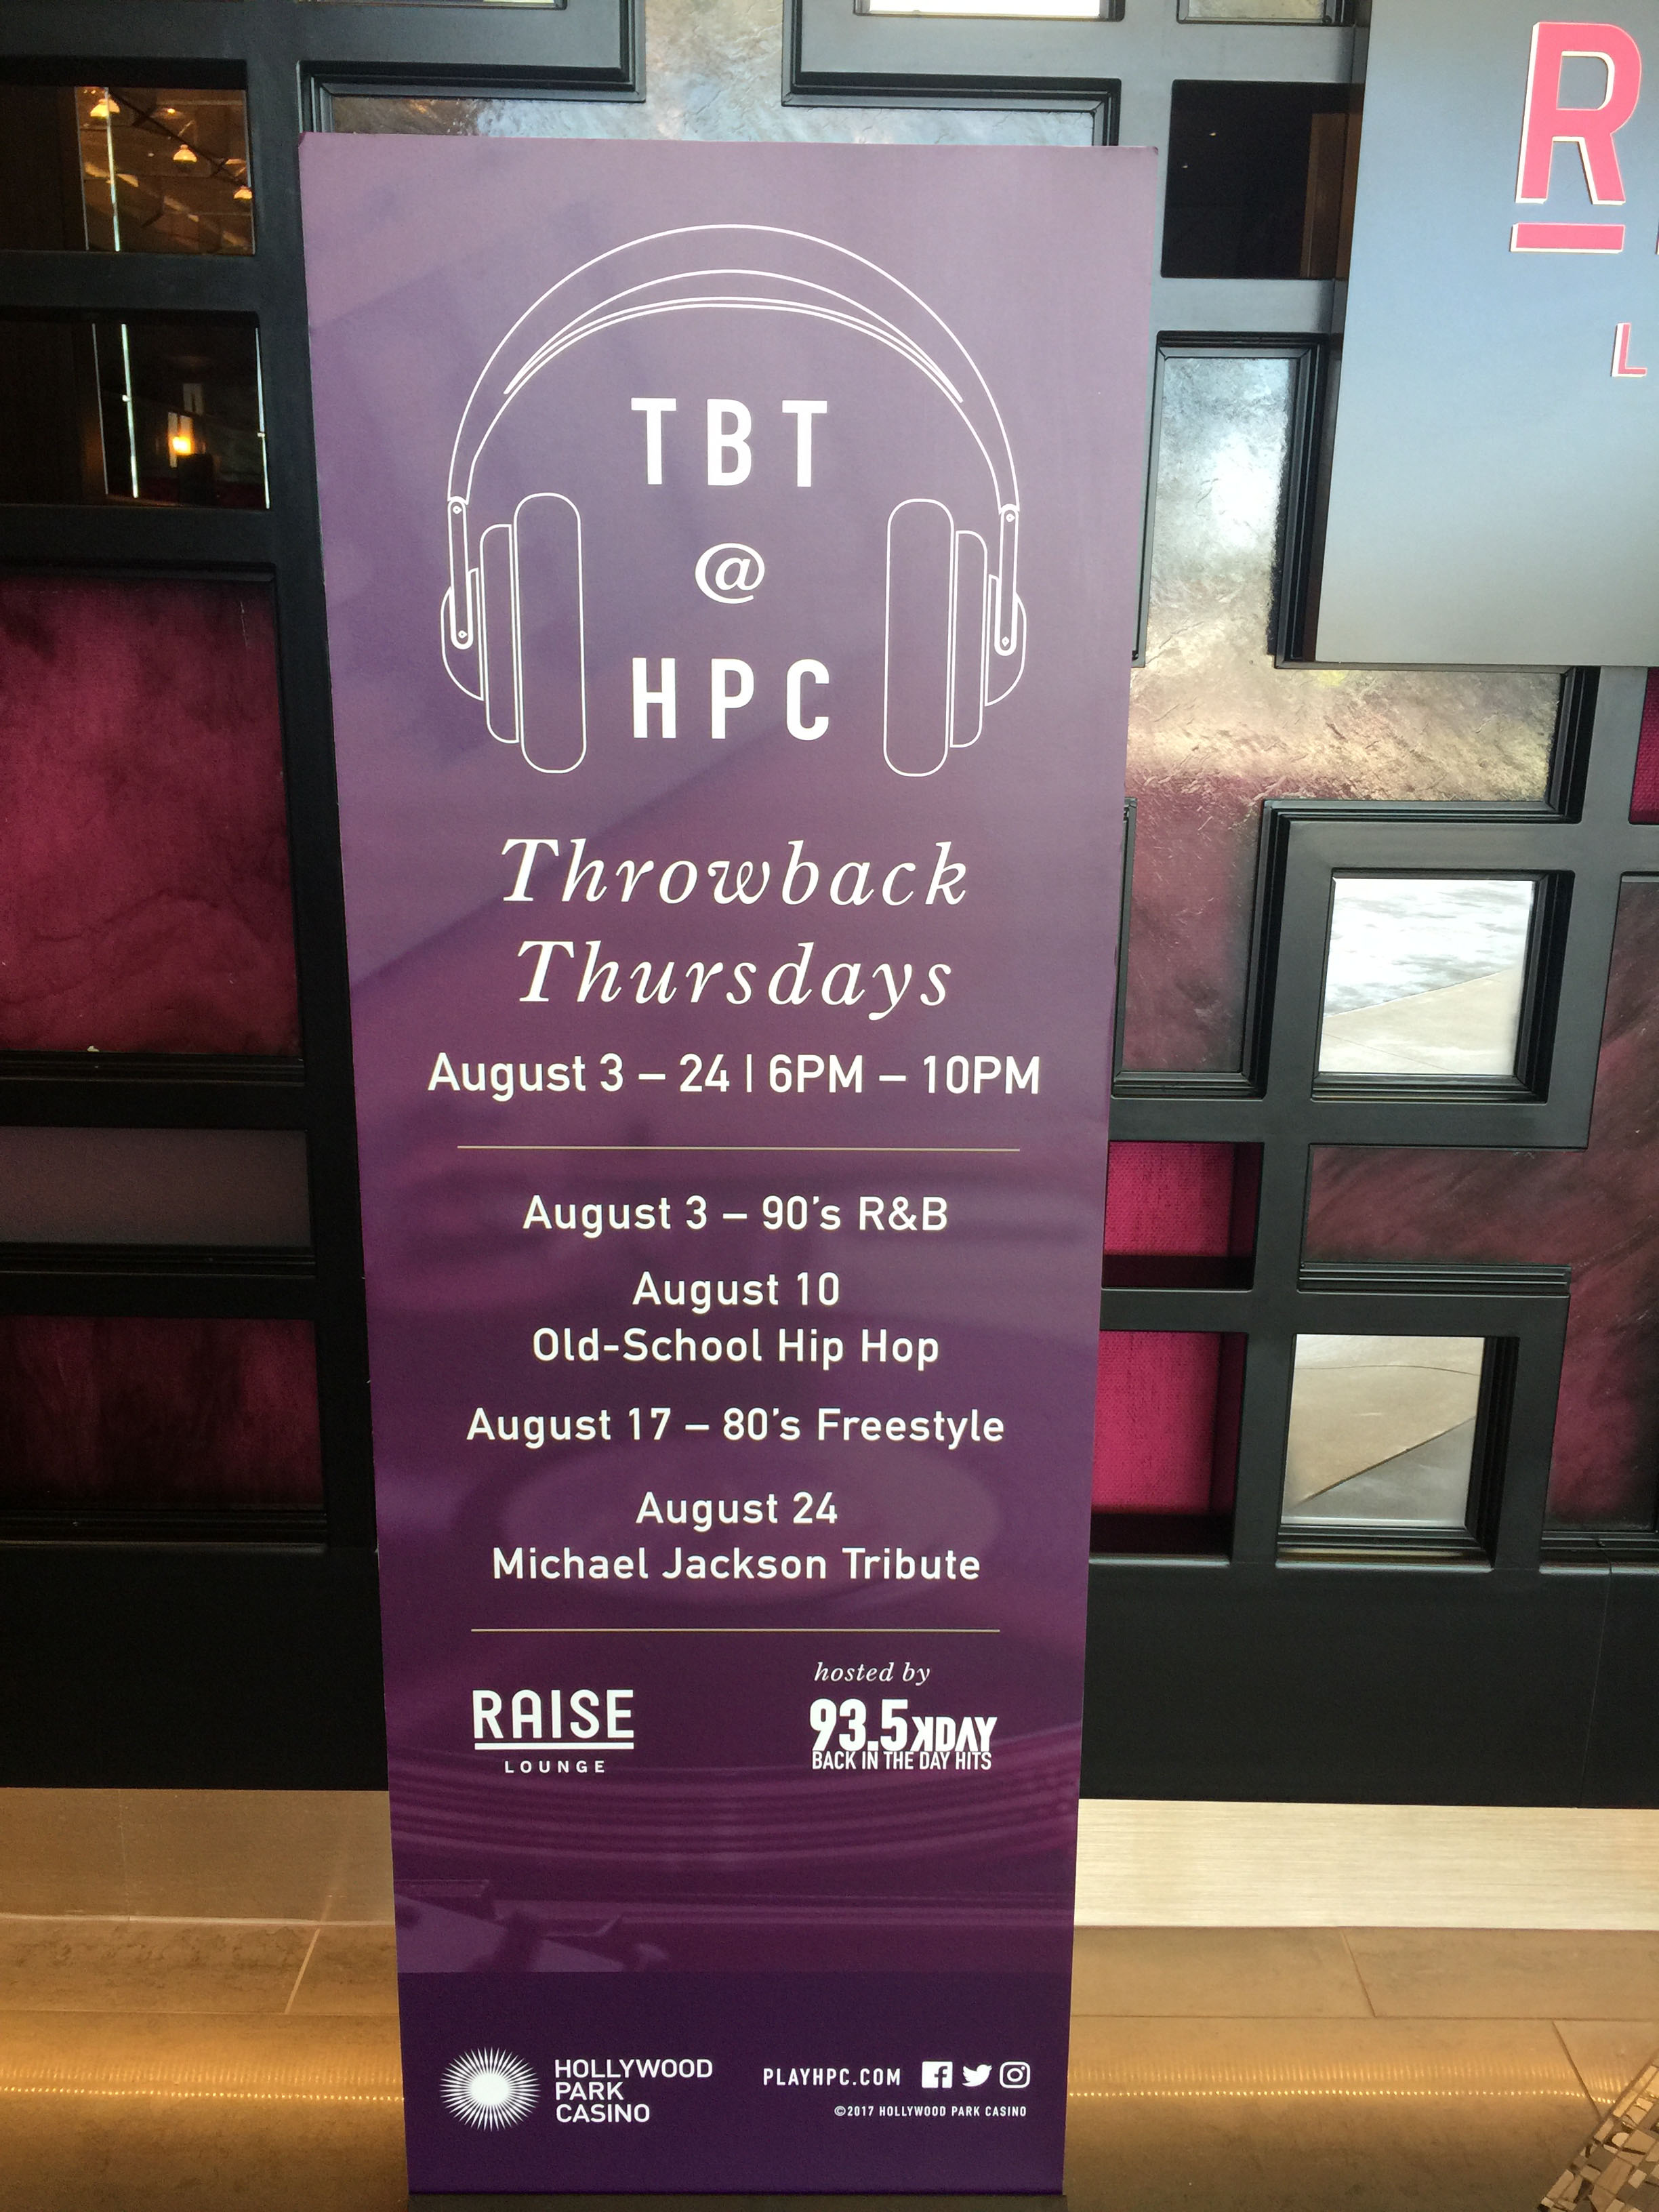 R
L
TBT
@
HPC
Throwback
Thursdays
August 3 – 24 | 6PM – 10PM
August 3 – 90's R&B
August 10
Old-School Hip Hop
August 17 – 80's Freestyle
August 24
Michael Jackson Tribute
RAISE
LOUNGE
hosted by
93.5 KDAY
BACK IN THE DAY HITS
HOLLYWOOD
PARK
CASINO
PLAYHPC.COM
©2017 HOLLYWOOD PARK CASINO